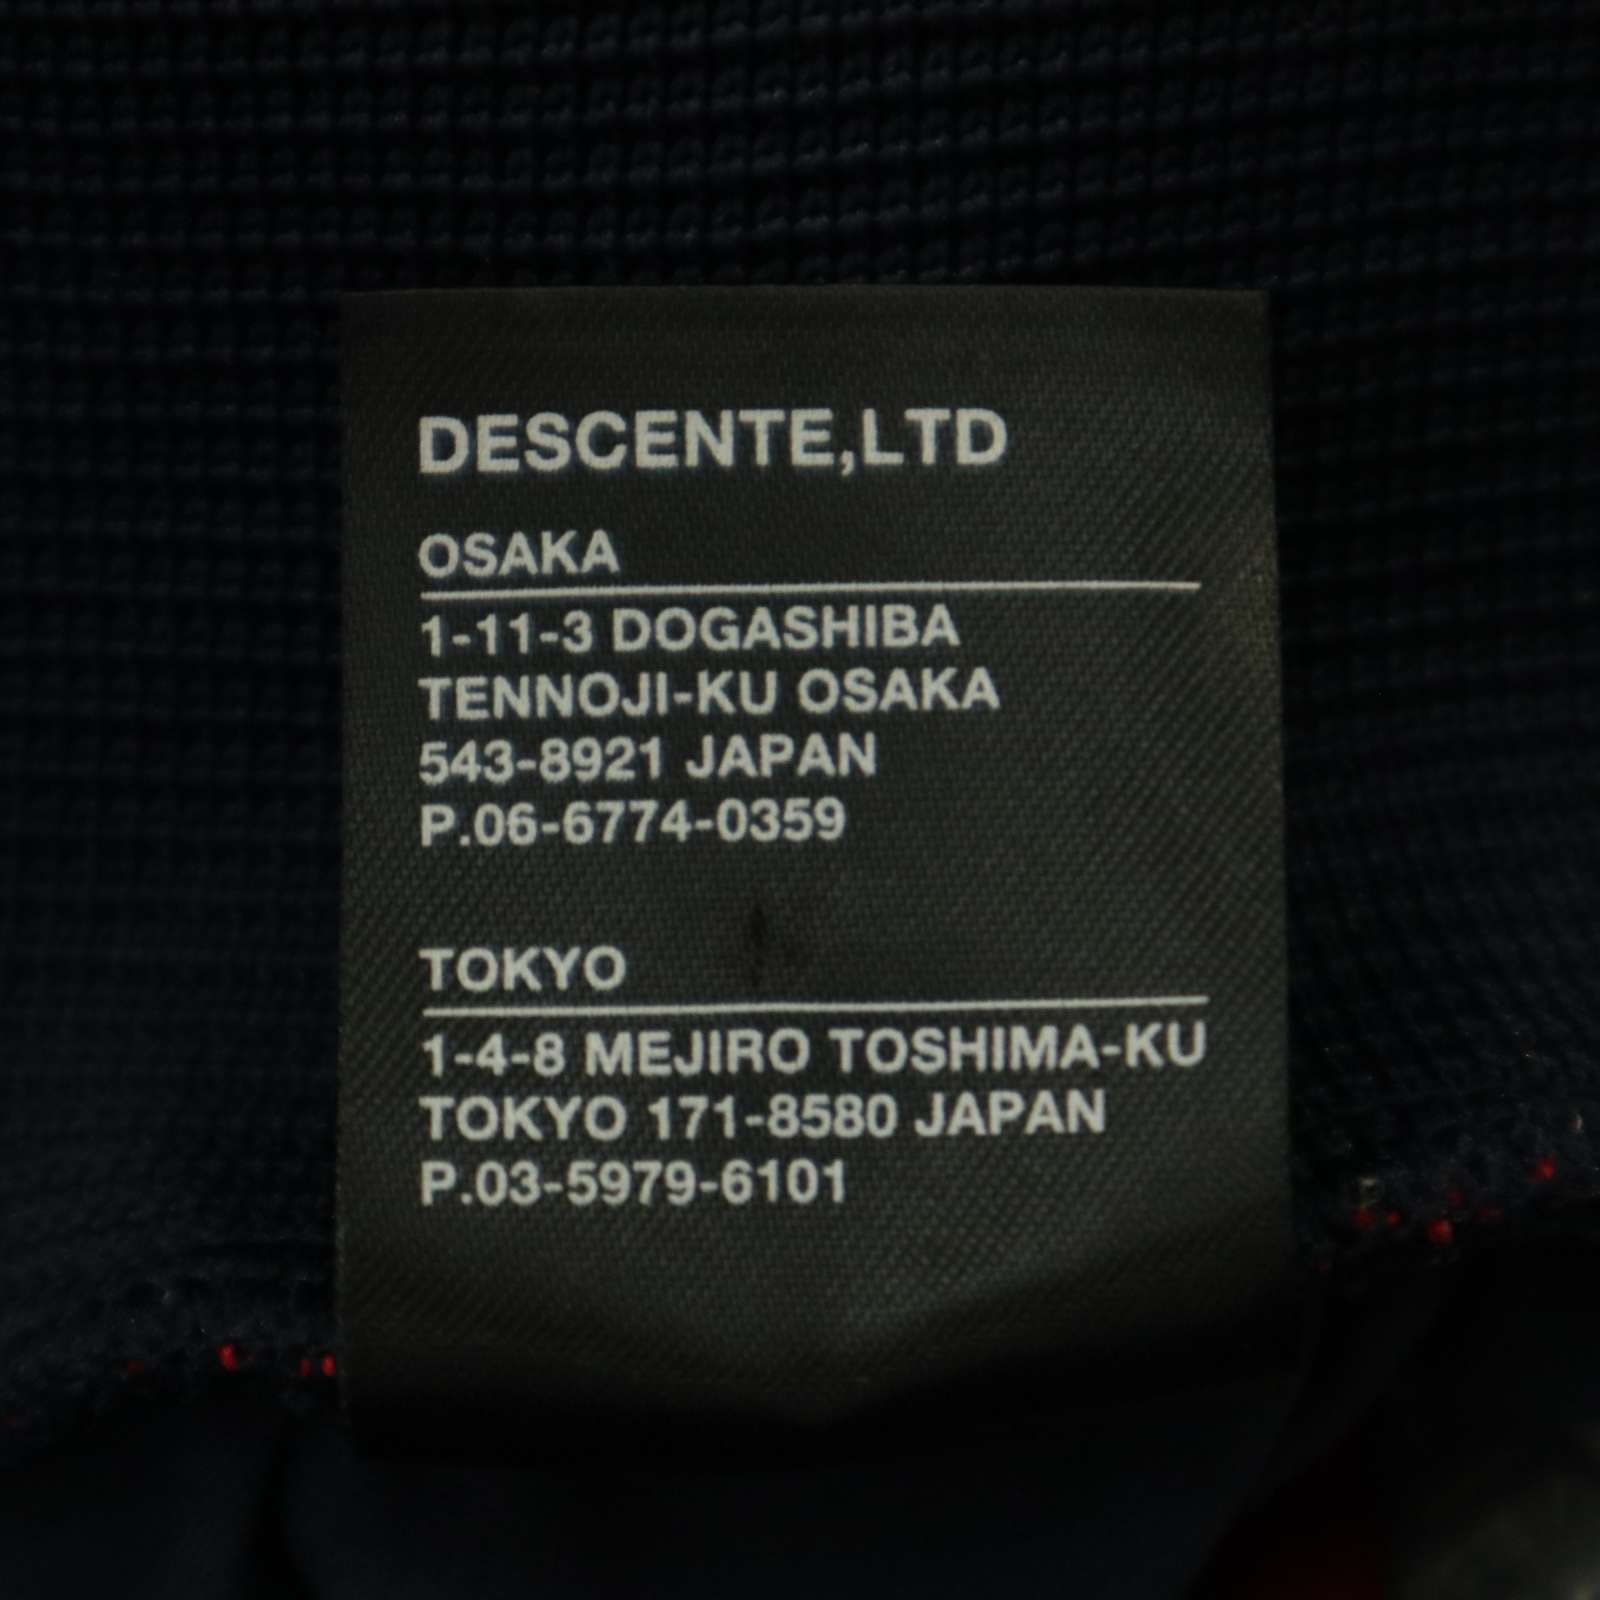 DESCENTE,LTD
OSAKA
1-11-3 DOGASHIBA
TENNOJI-KU OSAKA
543-8921 JAPAN
P.06-6774-0359
TOKYO
1-4-8 MEJIRO TOSHIMA-KU
TOKYO 171-8580 JAPAN
P.03-5979-6101